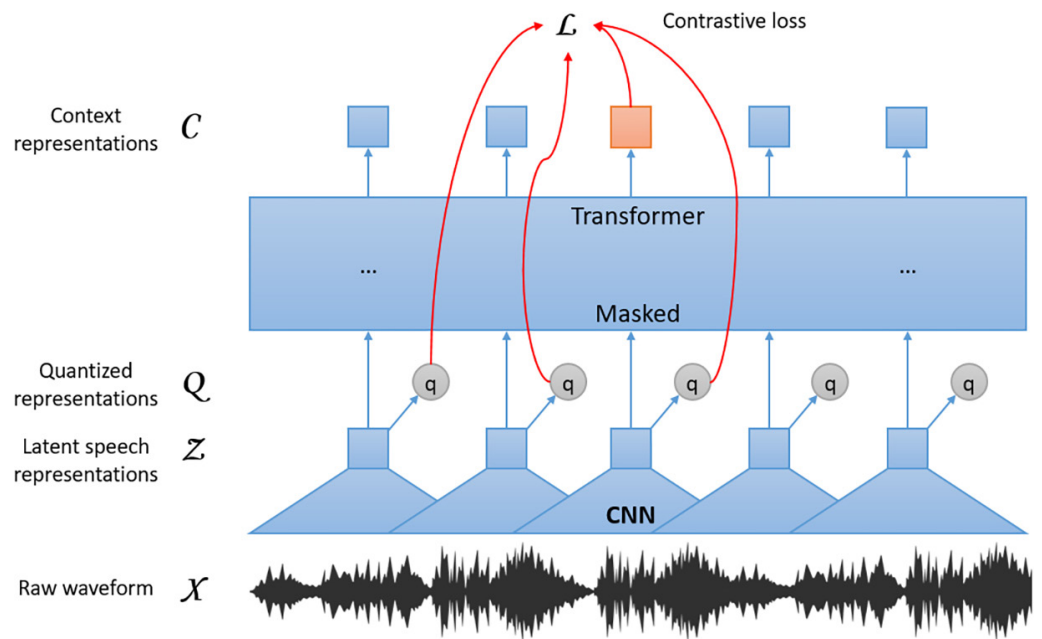 ℒ Contrastive loss
Context
representations 𝒞
Transformer
... ...
Masked
Quantized
representations 𝒬
q q q q q
Latent speech
representations 𝒵
CNN
Raw waveform 𝒳